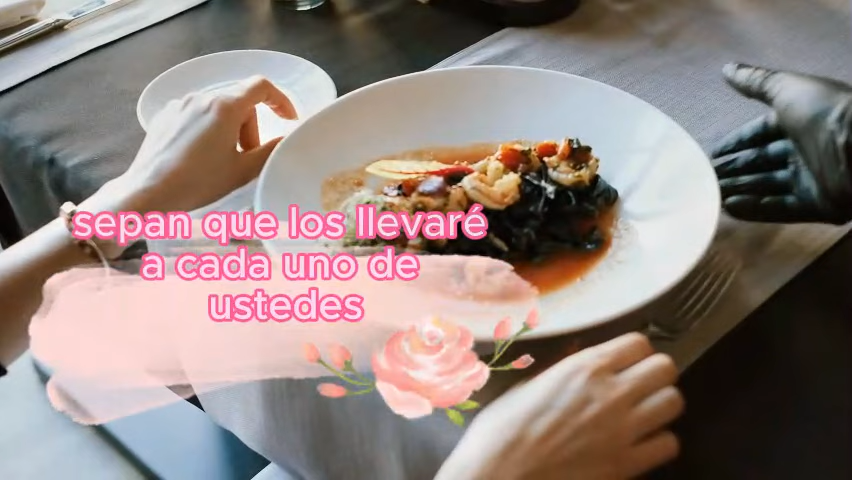 sepan que los llevaré
a cada uno de
ustedes